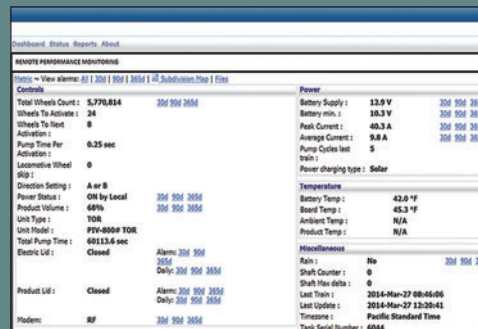 Dashboard Status Reports About
REMOTE PERFORMANCE MONITORING
Metric ~ View alarms: All | 30d | 90d | 365d | Subdivision Map | Files
Controls
Total Wheels Count : 5,770,814 30d 90d 365d
Wheels To Activate : 24
Wheels To Next Activation : 8
Pump Time Per Activation : 0.25 sec
Locomotive Wheel skip : 0
Direction Setting : A or B
Power Status : ON by Local 30d 90d 365d
Product Volume : 68% 30d 90d 365d
Unit Type : TOR
Unit Model : PIV-800# TOR
Total Pump Time : 60113.6 sec
Electric Lid : Closed Alarm: 30d 90d
365d
Daily: 30d 90d 365d
Product Lid : Closed Alarm: 30d 90d 365d
Daily: 30d 90d 365d
Modem: RF 30d 90d 365d
Power
Battery Supply : 12.9 V 30d 90d
Battery min. : 10.3 V 30d 90d
Peak Current : 40.3 A 30d 90d
Average Current : 9.8 A 30d 90d
Pump Cycles last train : 5
Power charging type : Solar
Temperature
Battery Temp : 42.0 °F
Board Temp : 45.3 °F
Ambient Temp : N/A
Product Temp : N/A
Miscellaneous
Rain : No 30d 90d
Shaft Counter : 0
Shaft Max delta : 0
Last Train : 2014-Mar-27 08:46:06
Last Update : 2014-Mar-27 12:20:41
Timezone : Pacific Standard Time
Tank Serial Number : 6044